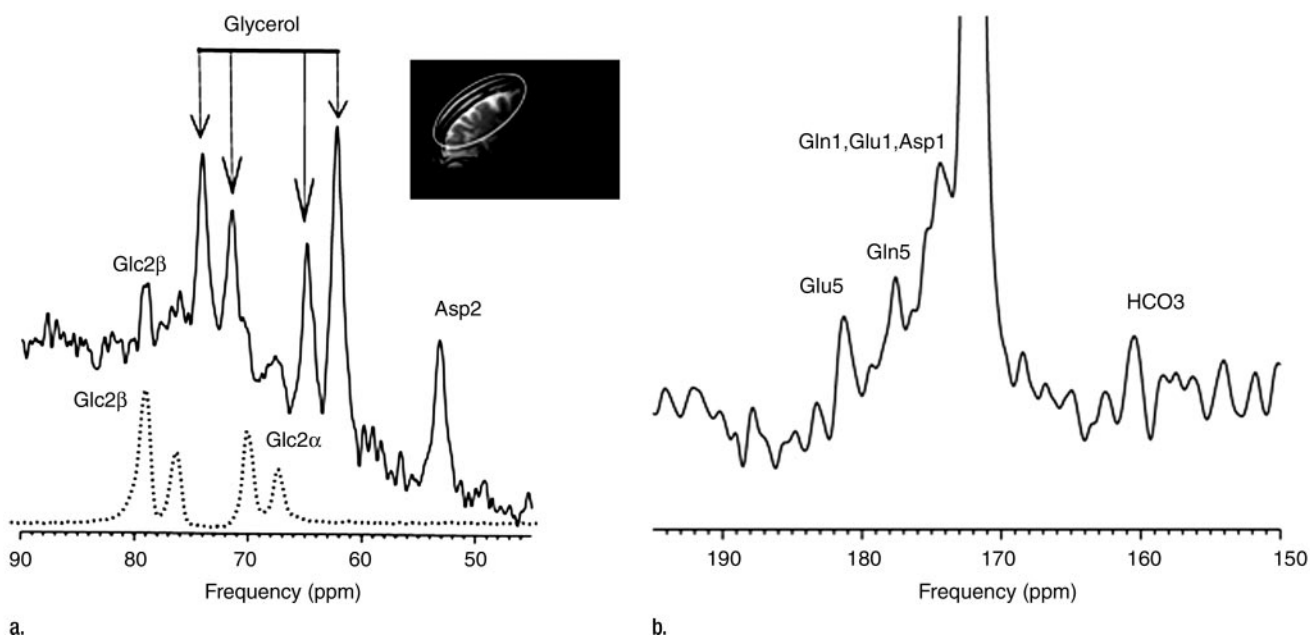 Glycerol
Glc2β
Asp2
Glc2β
Glc2α
90 80 70 60 50
Frequency (ppm)
a.
Gln1,Glu1,Asp1
Gln5
Glu5
HCO3
190 180 170 160 150
Frequency (ppm)
b.